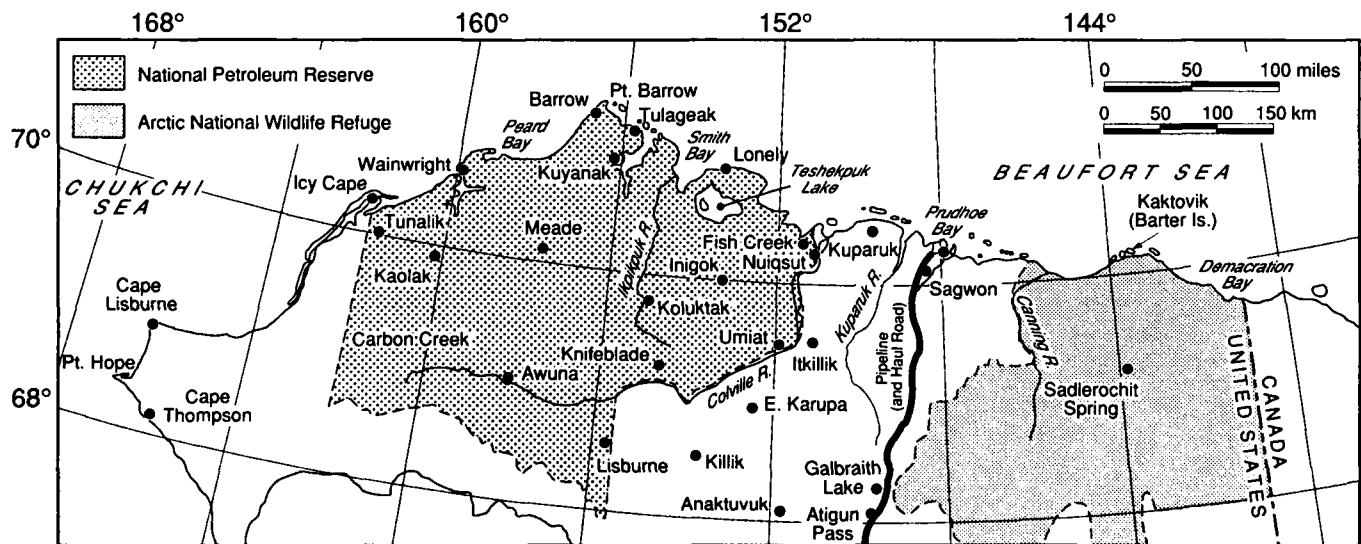 168°
160°
152°
144°
National Petroleum Reserve
Arctic National Wildlife Refuge
0 50 100 miles
0 50 100 150 km
70°
68°
CHUKCHI
SEA
BEAUFORT SEA
Barrow
Pt. Barrow
Tulageak
Peard
Bay
Smith
Bay
Lonely
Wainwright
Kuyanak
Teshekpuk
Lake
Icy Cape
Tunalik
Meade
Kaolak
Ikpikpuk R.
Inigok
Fish Creek
Nuiqsut
Kuparuk
Prudhoe
Bay
Kaktovik
(Barter Is.)
Demacration
Bay
Cape
Lisburne
Koluktak
Kuparuk R.
Sagwon
Canning R.
Carbon Creek
Knifeblade
Umiat
Itkillik
Pipeline
(and Haul Road)
Pt. Hope
Awuna
Colville R.
Sadlerochit
Spring
Cape
Thompson
E. Karupa
Lisburne
Killik
Galbraith
Lake
Anaktuvuk
Atigun
Pass
UNITED STATES
CANADA